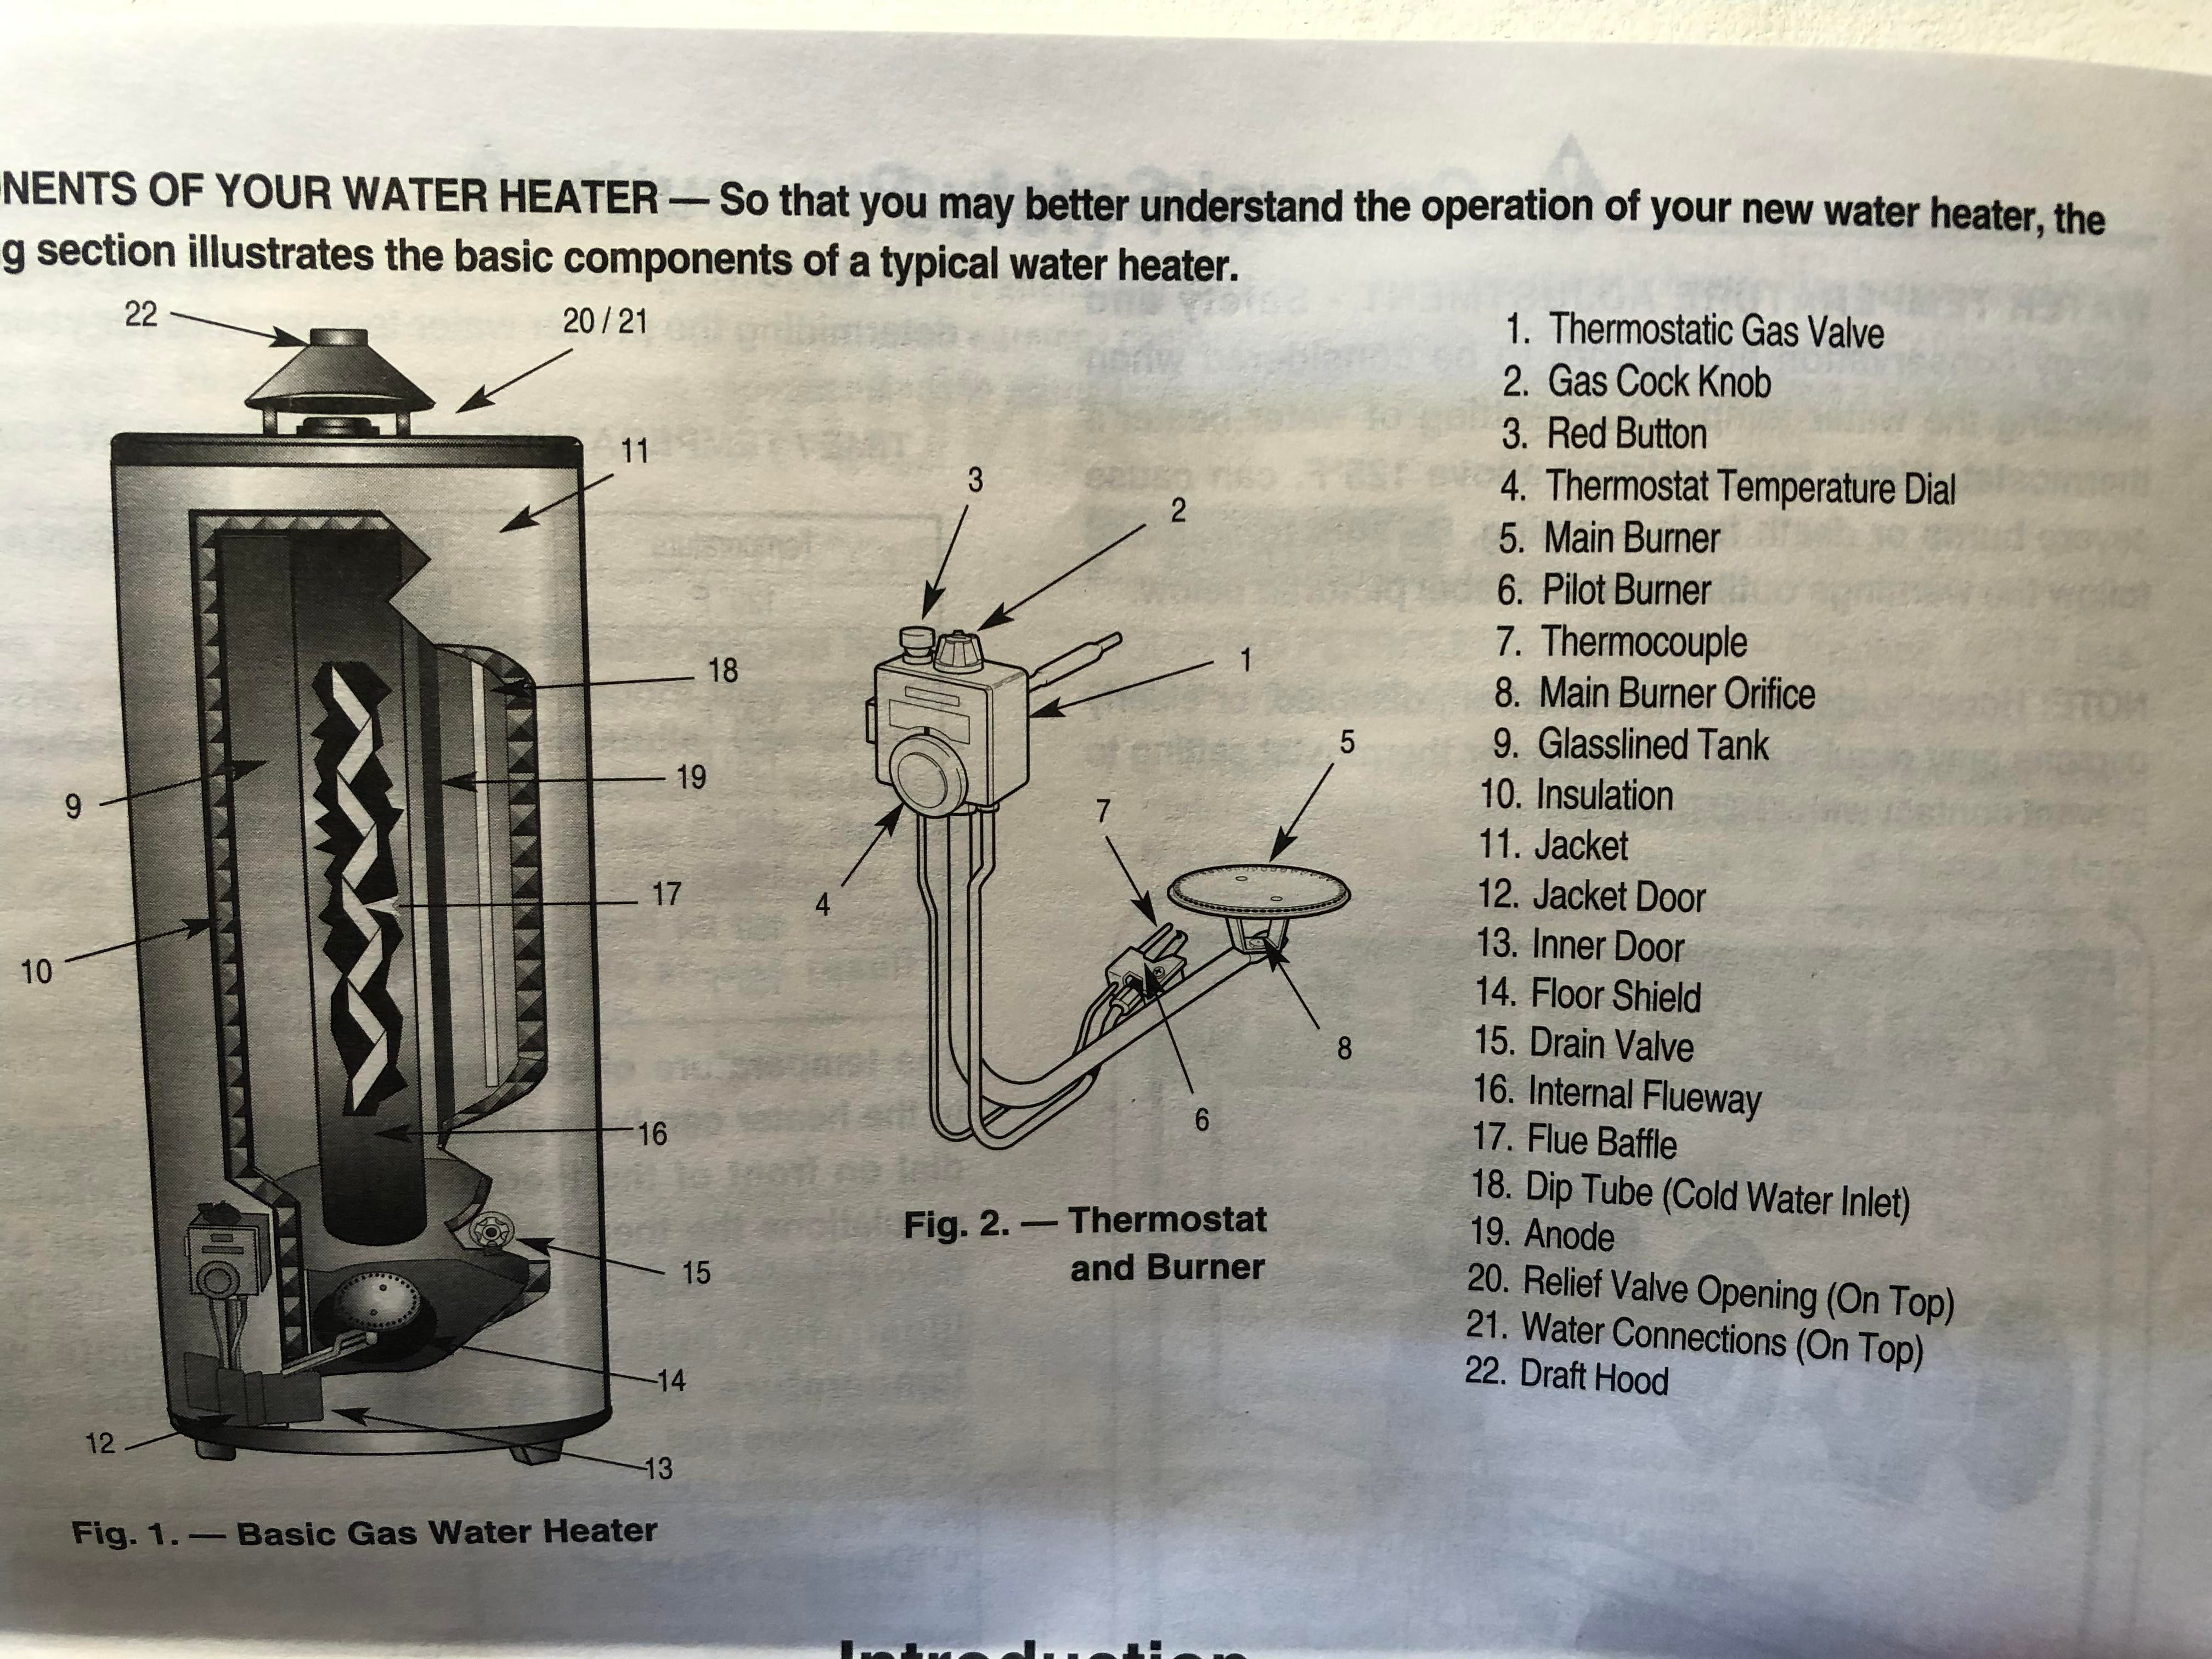 NENTS OF YOUR WATER HEATER — So that you may better understand the operation of your new water heater, the
g section illustrates the basic components of a typical water heater.
22
20 / 21
11
18
19
9
17
10
16
15
14
12
13
Fig. 1. — Basic Gas Water Heater
3
2
1
5
7
4
8
6
Fig. 2. — Thermostat
and Burner
1. Thermostatic Gas Valve
2. Gas Cock Knob
3. Red Button
4. Thermostat Temperature Dial
5. Main Burner
6. Pilot Burner
7. Thermocouple
8. Main Burner Orifice
9. Glasslined Tank
10. Insulation
11. Jacket
12. Jacket Door
13. Inner Door
14. Floor Shield
15. Drain Valve
16. Internal Flueway
17. Flue Baffle
18. Dip Tube (Cold Water Inlet)
19. Anode
20. Relief Valve Opening (On Top)
21. Water Connections (On Top)
22. Draft Hood
Introduction